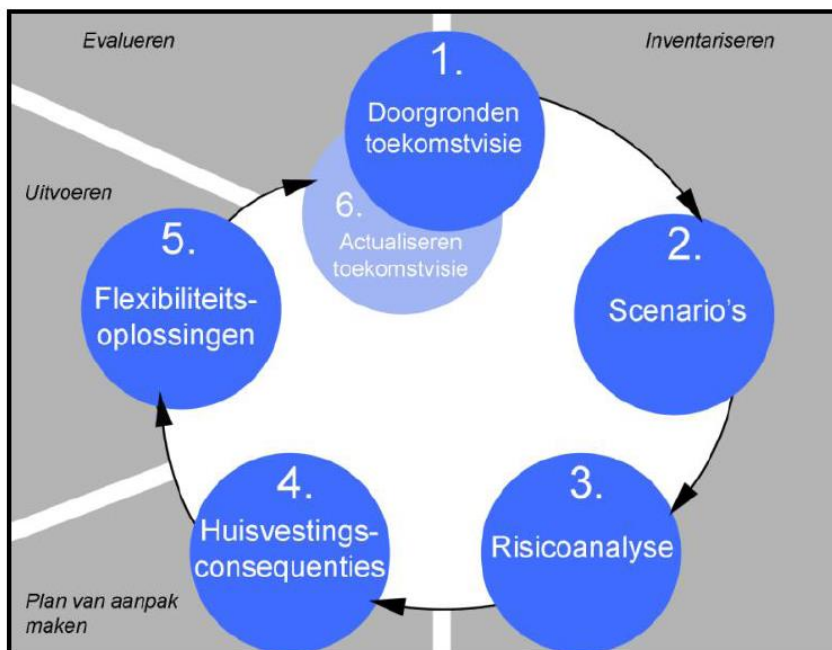 Evalueren
Inventariseren
1.
Doorgronden
toekomstvisie
2.
Scenario's
3.
Risicoanalyse
4.
Huisvestings-
consequenties
Plan van aanpak
maken
5.
Flexibiliteits-
oplossingen
Uitvoeren
6.
Actualiseren
toekomstvisie